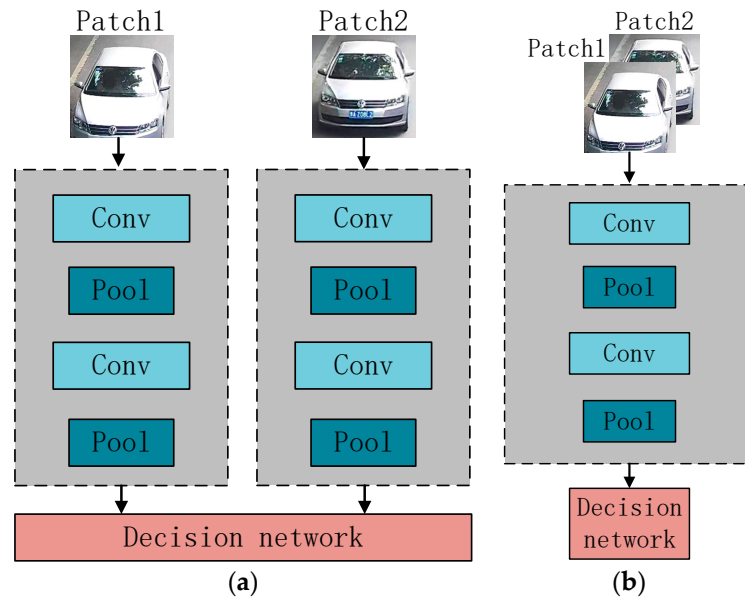 Patch1
Patch2
Conv
Pool
Conv
Pool
Conv
Pool
Conv
Pool
Decision network
(a)
Patch2
Patch1
Conv
Pool
Conv
Pool
Decision
network
(b)